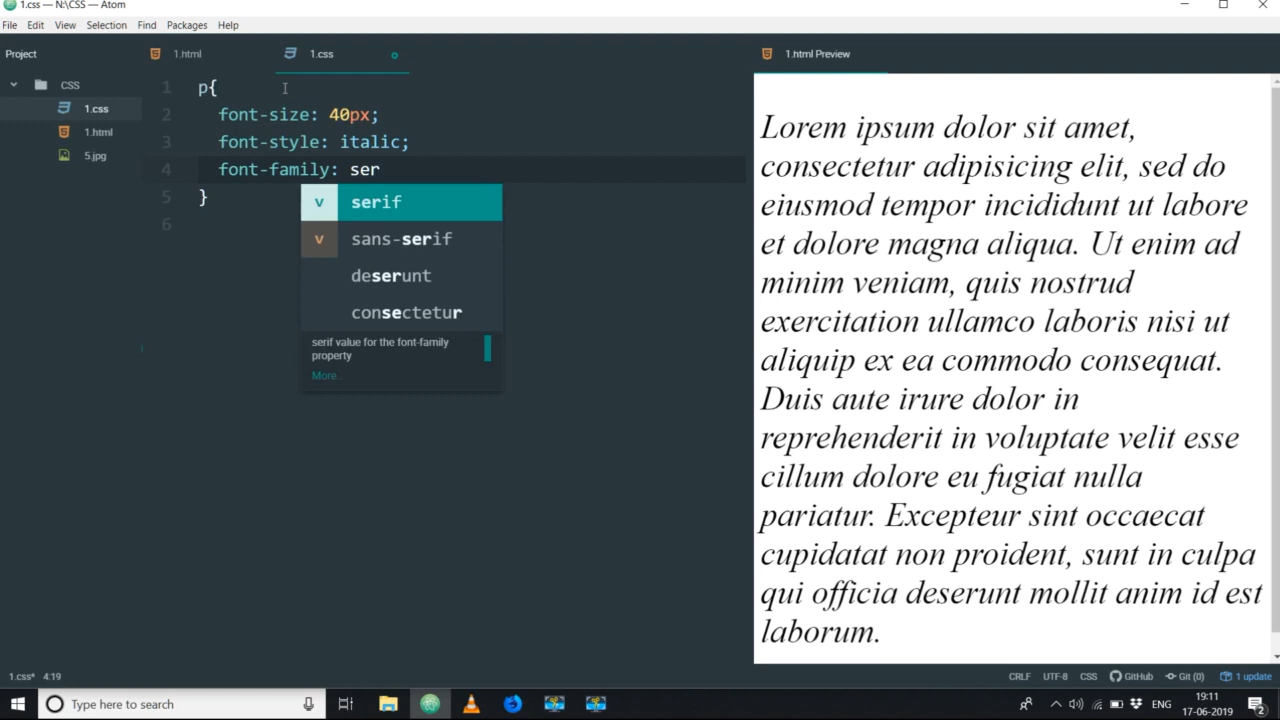 1.css — N:\CSS — Atom
File Edit View Selection Find Packages Help
Project
1.html
1.css
1.html Preview
CSS
1.css
1.html
5.jpg
1 p{
2 font-size: 40px;
3 font-style: italic;
4 font-family: ser
5 }
6
v serif
v sans-serif
deserunt
consectetur
serif value for the font-family
property
More..
Lorem ipsum dolor sit amet,
consectetur adipisicing elit, sed do
eiusmod tempor incididunt ut labore
et dolore magna aliqua. Ut enim ad
minim veniam, quis nostrud
exercitation ullamco laboris nisi ut
aliquip ex ea commodo consequat.
Duis aute irure dolor in
reprehenderit in voluptate velit esse
cillum dolore eu fugiat nulla
pariatur. Excepteur sint occaecat
cupidatat non proident, sunt in culpa
qui officia deserunt mollit anim id est
laborum.
1.css* 4:19
CRLF UTF-8 CSS GitHub Git (0) 1 update
Type here to search
ENG
19:11
17-06-2019
2